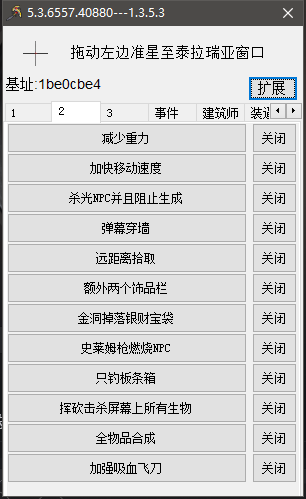 5.3.6557.40880---1.3.5.3
拖动左边准星至泰拉瑞亚窗口
基址:1be0cbe4
扩展
1 2 3 事件 建筑师
减少重力 关闭
加快移动速度 关闭
杀光NPC并且阻止生成 关闭
弹幕穿墙 关闭
远距离拾取 关闭
额外两个饰品栏 关闭
金洞掉落银财宝袋 关闭
史莱姆枪燃烧NPC 关闭
只钓板条箱 关闭
挥砍击杀屏幕上所有生物 关闭
全物品合成 关闭
加强吸血飞刀 关闭